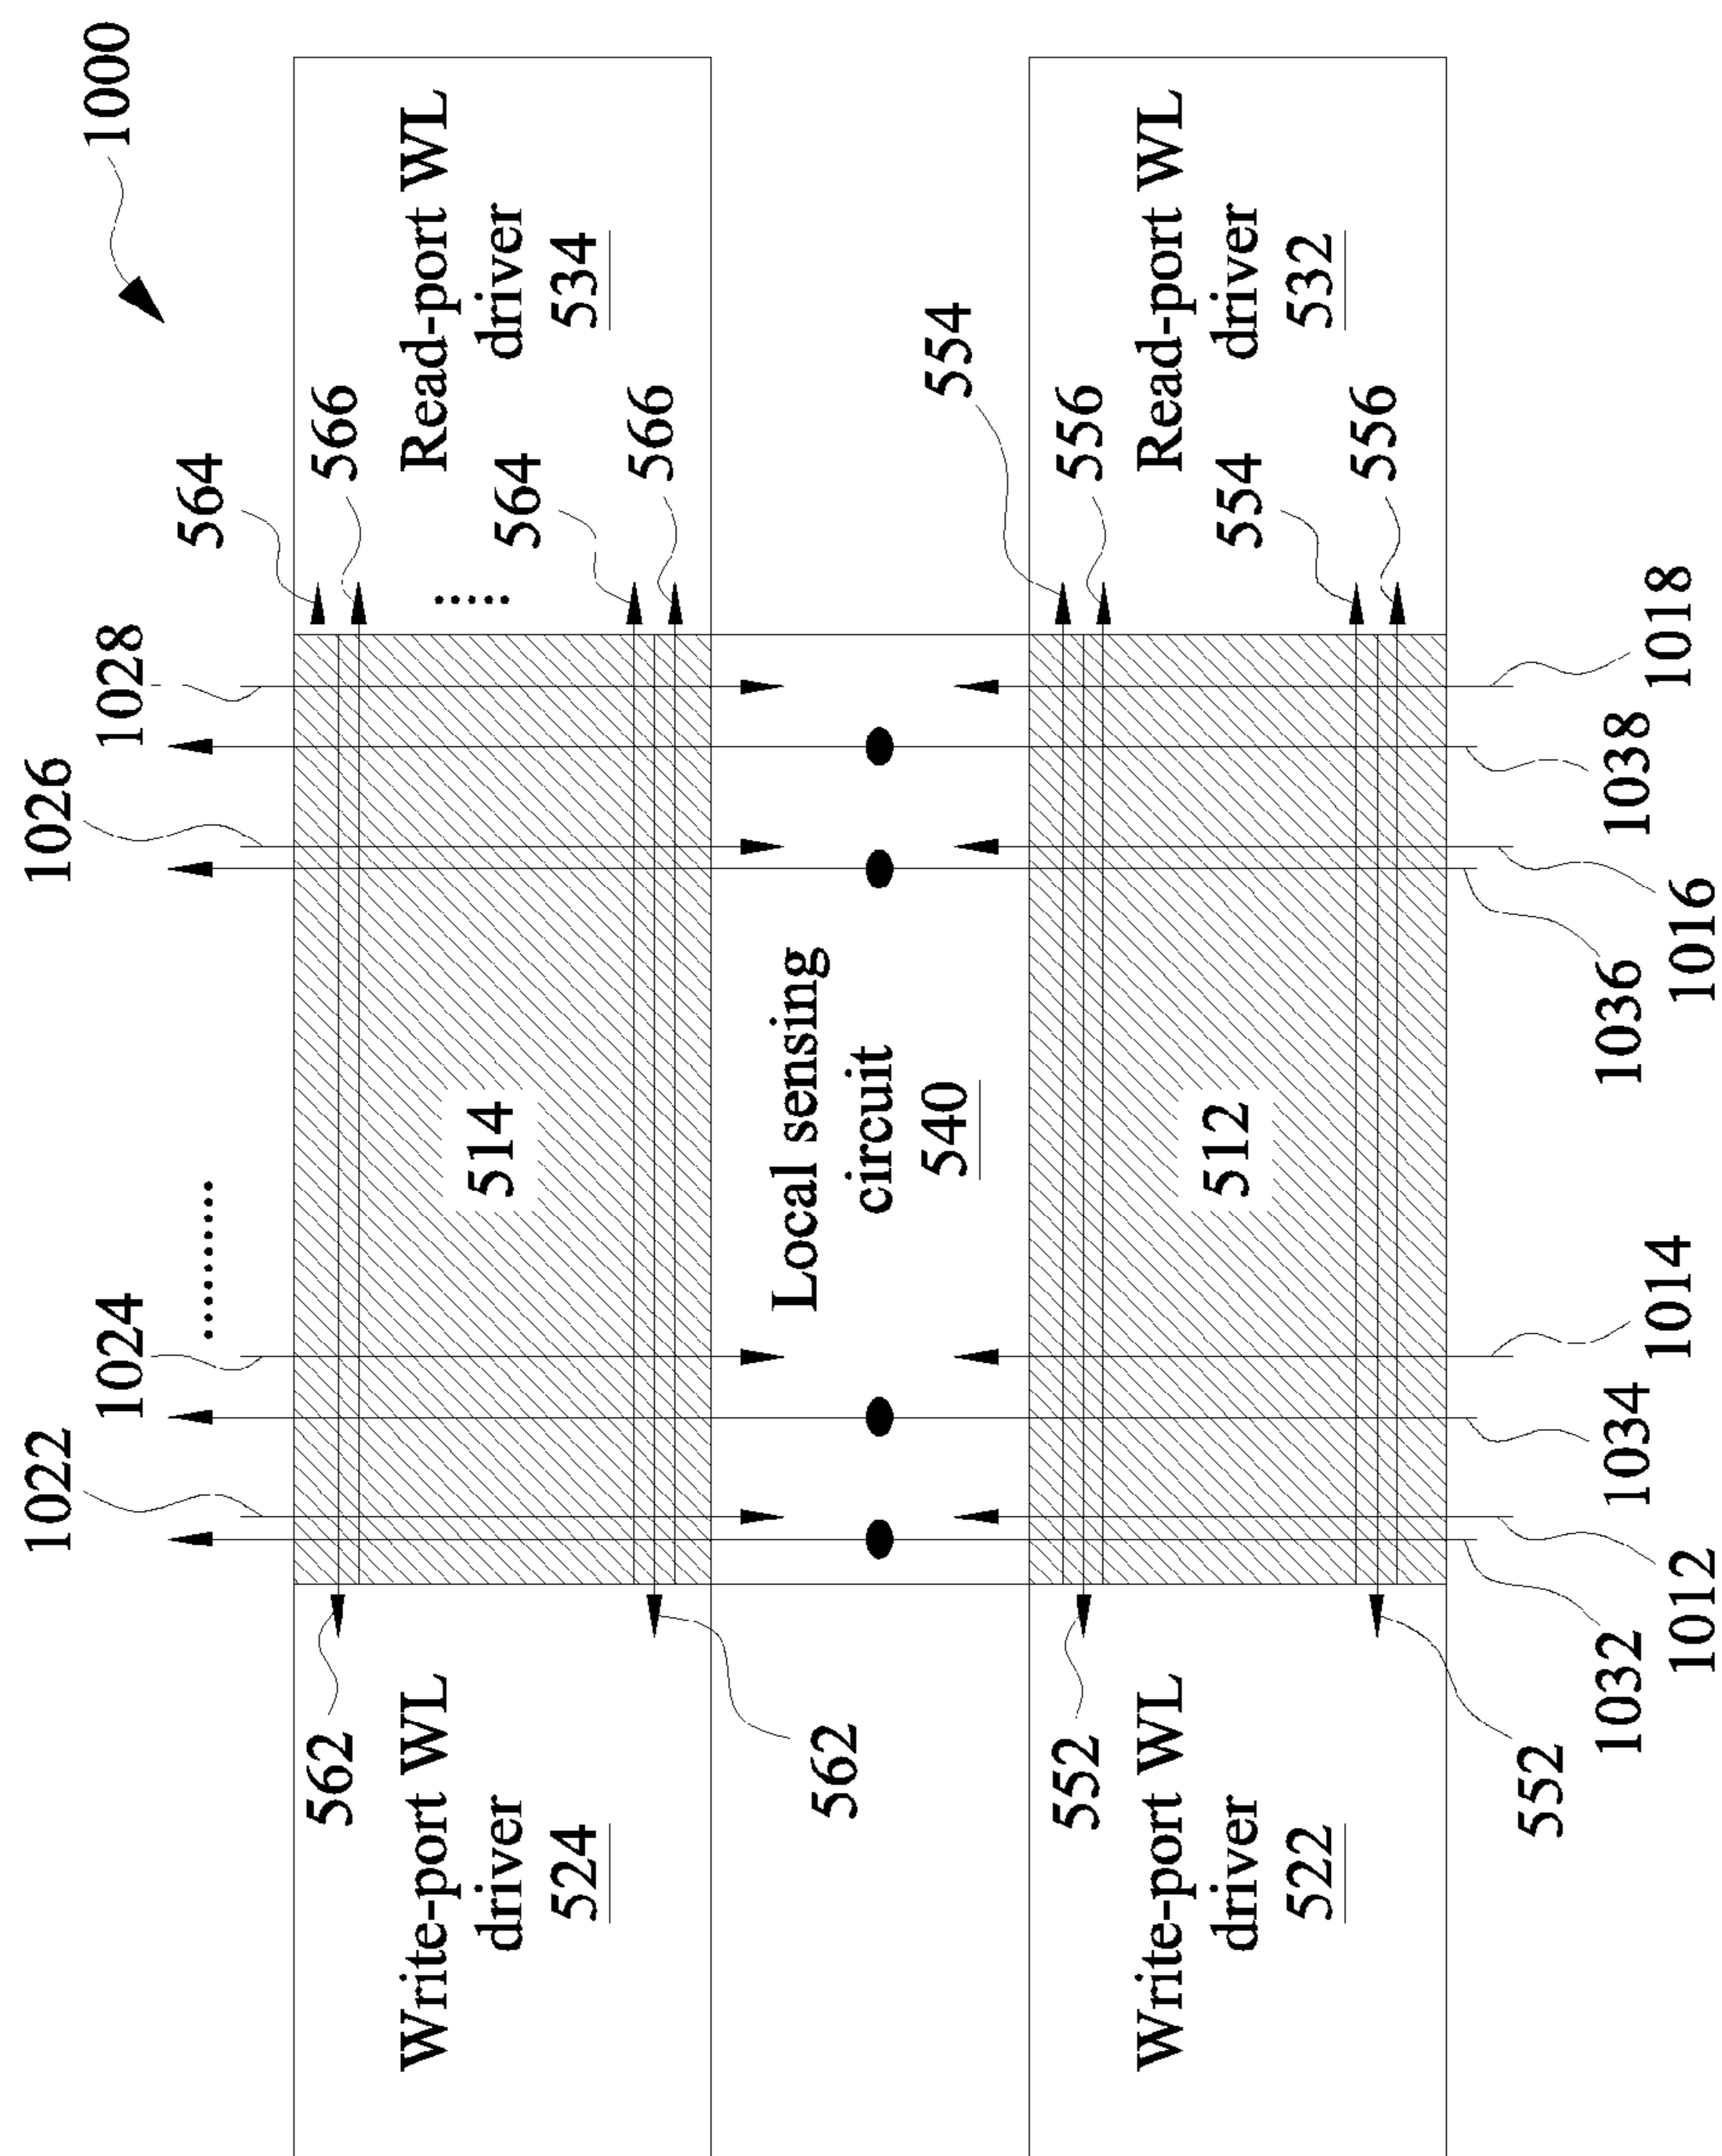 1022 1026
1024 1028 1000
564
562 566
Write-port WL
driver
524
514
564
Read-port WL
driver
534
566
562
Local sensing
circuit
540
554
552 556
Write-port WL
driver
522
512
554
Read-port WL
driver
532
556
552
1032 1034 1036 1038
1012 1014 1016 1018